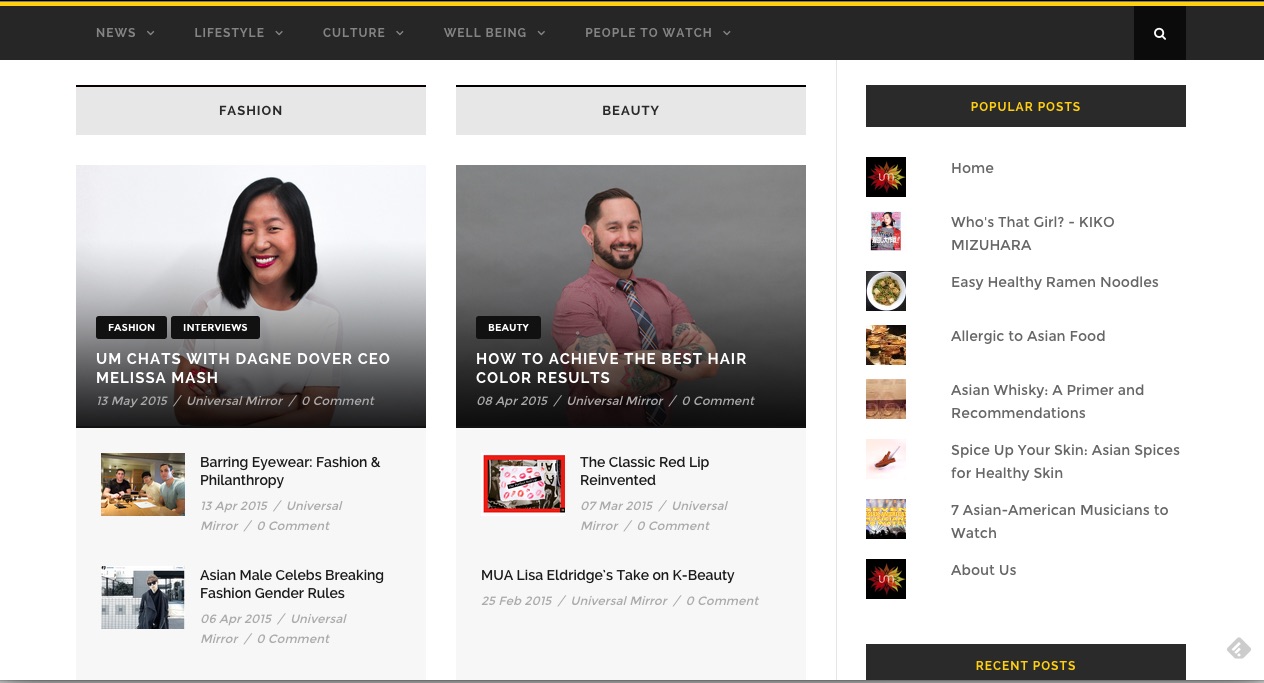 NEWS
LIFESTYLE
CULTURE
WELL BEING
PEOPLE TO WATCH
FASHION
FASHION
INTERVIEWS
UM CHATS WITH DAGNE DOVER CEO
MELISSA MASH
13 May 2015 / Universal Mirror / 0 Comment
Barring Eyewear: Fashion &
Philanthropy
13 Apr 2015 / Universal
Mirror / 0 Comment
Asian Male Celebs Breaking
Fashion Gender Rules
06 Apr 2015 / Universal
Mirror / 0 Comment
BEAUTY
BEAUTY
HOW TO ACHIEVE THE BEST HAIR
COLOR RESULTS
08 Apr 2015 / Universal Mirror / 0 Comment
The Classic Red Lip
Reinvented
07 Mar 2015 / Universal
Mirror / 0 Comment
MUA Lisa Eldridge's Take on K-Beauty
25 Feb 2015 / Universal Mirror / 0 Comment
POPULAR POSTS
um
Home
Who's That Girl? - KIKO
MIZUHARA
Easy Healthy Ramen Noodles
Allergic to Asian Food
Asian Whisky: A Primer and
Recommendations
Spice Up Your Skin: Asian Spices
for Healthy Skin
7 Asian-American Musicians to
Watch
um
About Us
RECENT POSTS